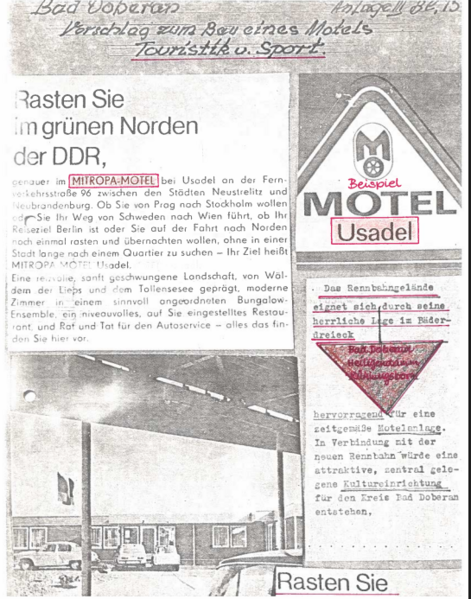 Bad Doberan Anlage III Bl. 13
Vorschlag zum Bau eines Motels
Touristik u. Sport
Rasten Sie
im grünen Norden
der DDR,
genauer im MITROPA-MOTEL bei Usadel an der Fern-
verkehrsstraße 96 zwischen den Städten Neustrelitz und
Neubrandenburg. Ob Sie von Prag nach Stockholm wollen
oder Sie Ihr Weg von Schweden nach Wien führt, ob Ihr
Reiseziel Berlin ist oder Sie auf der Fahrt nach Norden
noch einmal rasten und übernachten wollen, ohne in einer
Stadt lange nach einem Quartier zu suchen – Ihr Ziel heißt
MITROPA MOTEL Usadel.
Eine reizvolle, sanft geschwungene Landschaft, von Wäl-
dern der Lieps und dem Tollensesee geprägt, moderne
Zimmer in einem sinnvoll angeordneten Bungalow-
Ensemble, ein niveauvolles, auf Sie eingestelltes Restau-
rant, und Rat und Tat für den Autoservice – alles das fin-
den Sie hier vor.
M
Beispiel
MOTEL
Usadel
Das Rennbahngelände
eignet sich durch seine
herrliche Lage im Bäder-
dreieck
Bad Doberan
Heiligendamm
Kühlungsborn
hervorragend für eine
zeitgemäße Motelanlage.
In Verbindung mit der
neuen Rennbahn würde eine
attraktive, zentral gele-
gene Kultureinrichtung
für den Kreis Bad Doberan
entstehen.
Rasten Sie